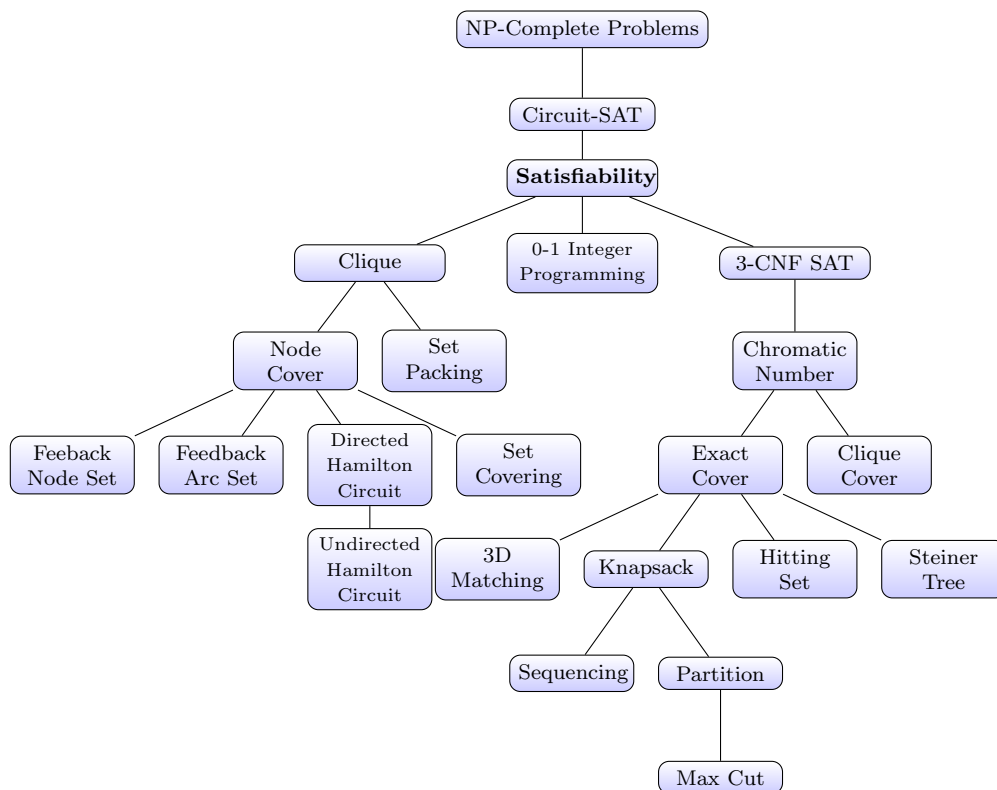 NP-Complete Problems
Circuit-SAT
Satisfiability
Clique
0-1 Integer
Programming
3-CNF SAT
Node
Cover
Set
Packing
Chromatic
Number
Feeback
Node Set
Feedback
Arc Set
Directed
Hamilton
Circuit
Set
Covering
Exact
Cover
Clique
Cover
Undirected
Hamilton
Circuit
3D
Matching
Knapsack
Hitting
Set
Steiner
Tree
Sequencing
Partition
Max Cut